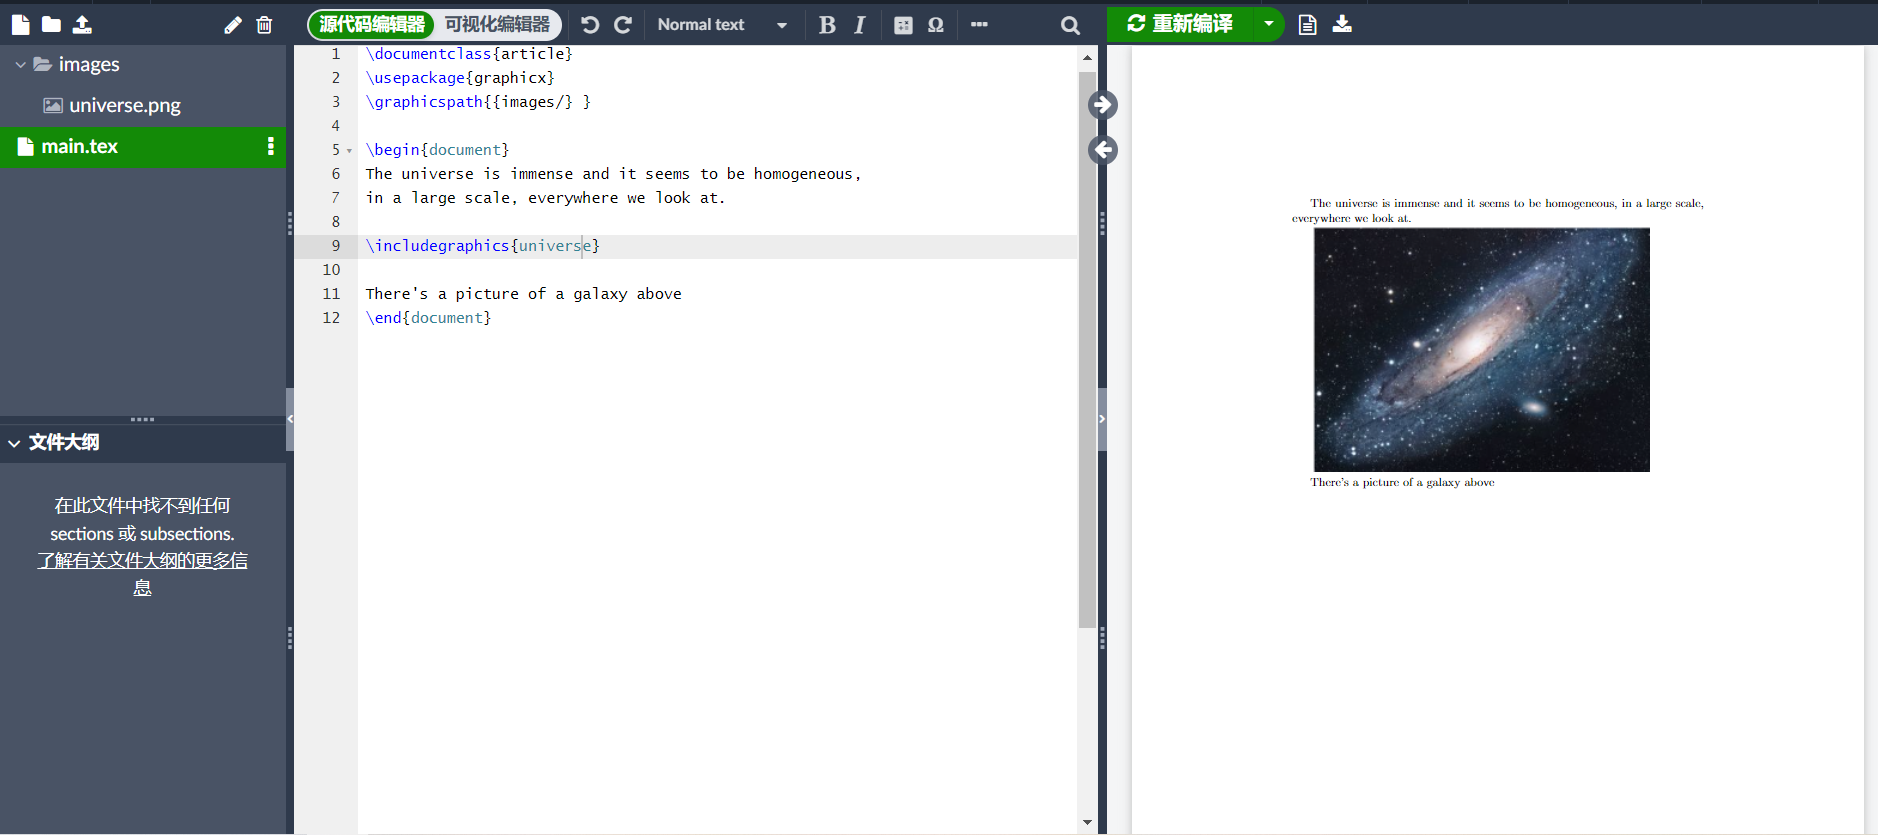 images
universe.png
main.tex
文件大纲
在此文件中找不到任何
sections 或 subsections.
了解有关文件大纲的更多信
息
源代码编辑器 可视化编辑器 Normal text B I Ω
1 \documentclass{article}
2 \usepackage{graphicx}
3 \graphicspath{{images/} }
4
5 \begin{document}
6 The universe is immense and it seems to be homogeneous,
7 in a large scale, everywhere we look at.
8
9 \includegraphics{universe}
10
11 There's a picture of a galaxy above
12 \end{document}
重新编译
The universe is immense and it seems to be homogeneous, in a large scale,
everywhere we look at.
There's a picture of a galaxy above